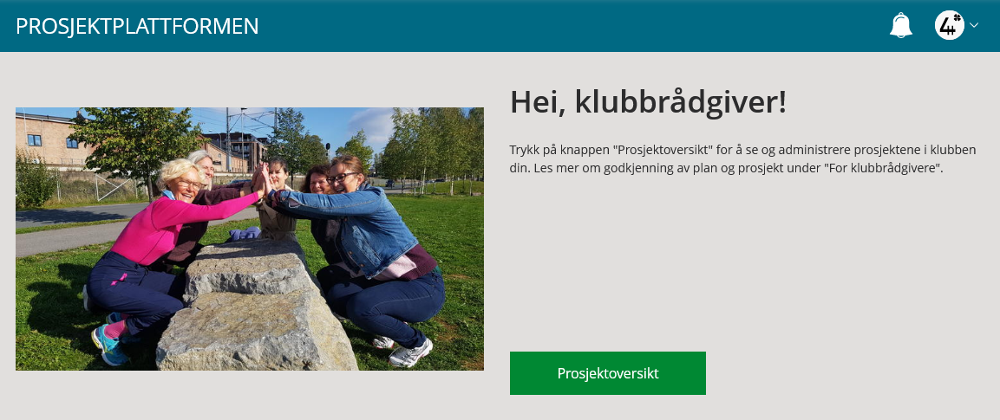 PROSJEKTPLATTFORMEN
4H
Hei, klubbrådgiver!
Trykk på knappen "Prosjektoversikt" for å se og administrere prosjektene i klubben
din. Les mer om godkjenning av plan og prosjekt under "For klubbrådgivere".
Prosjektoversikt